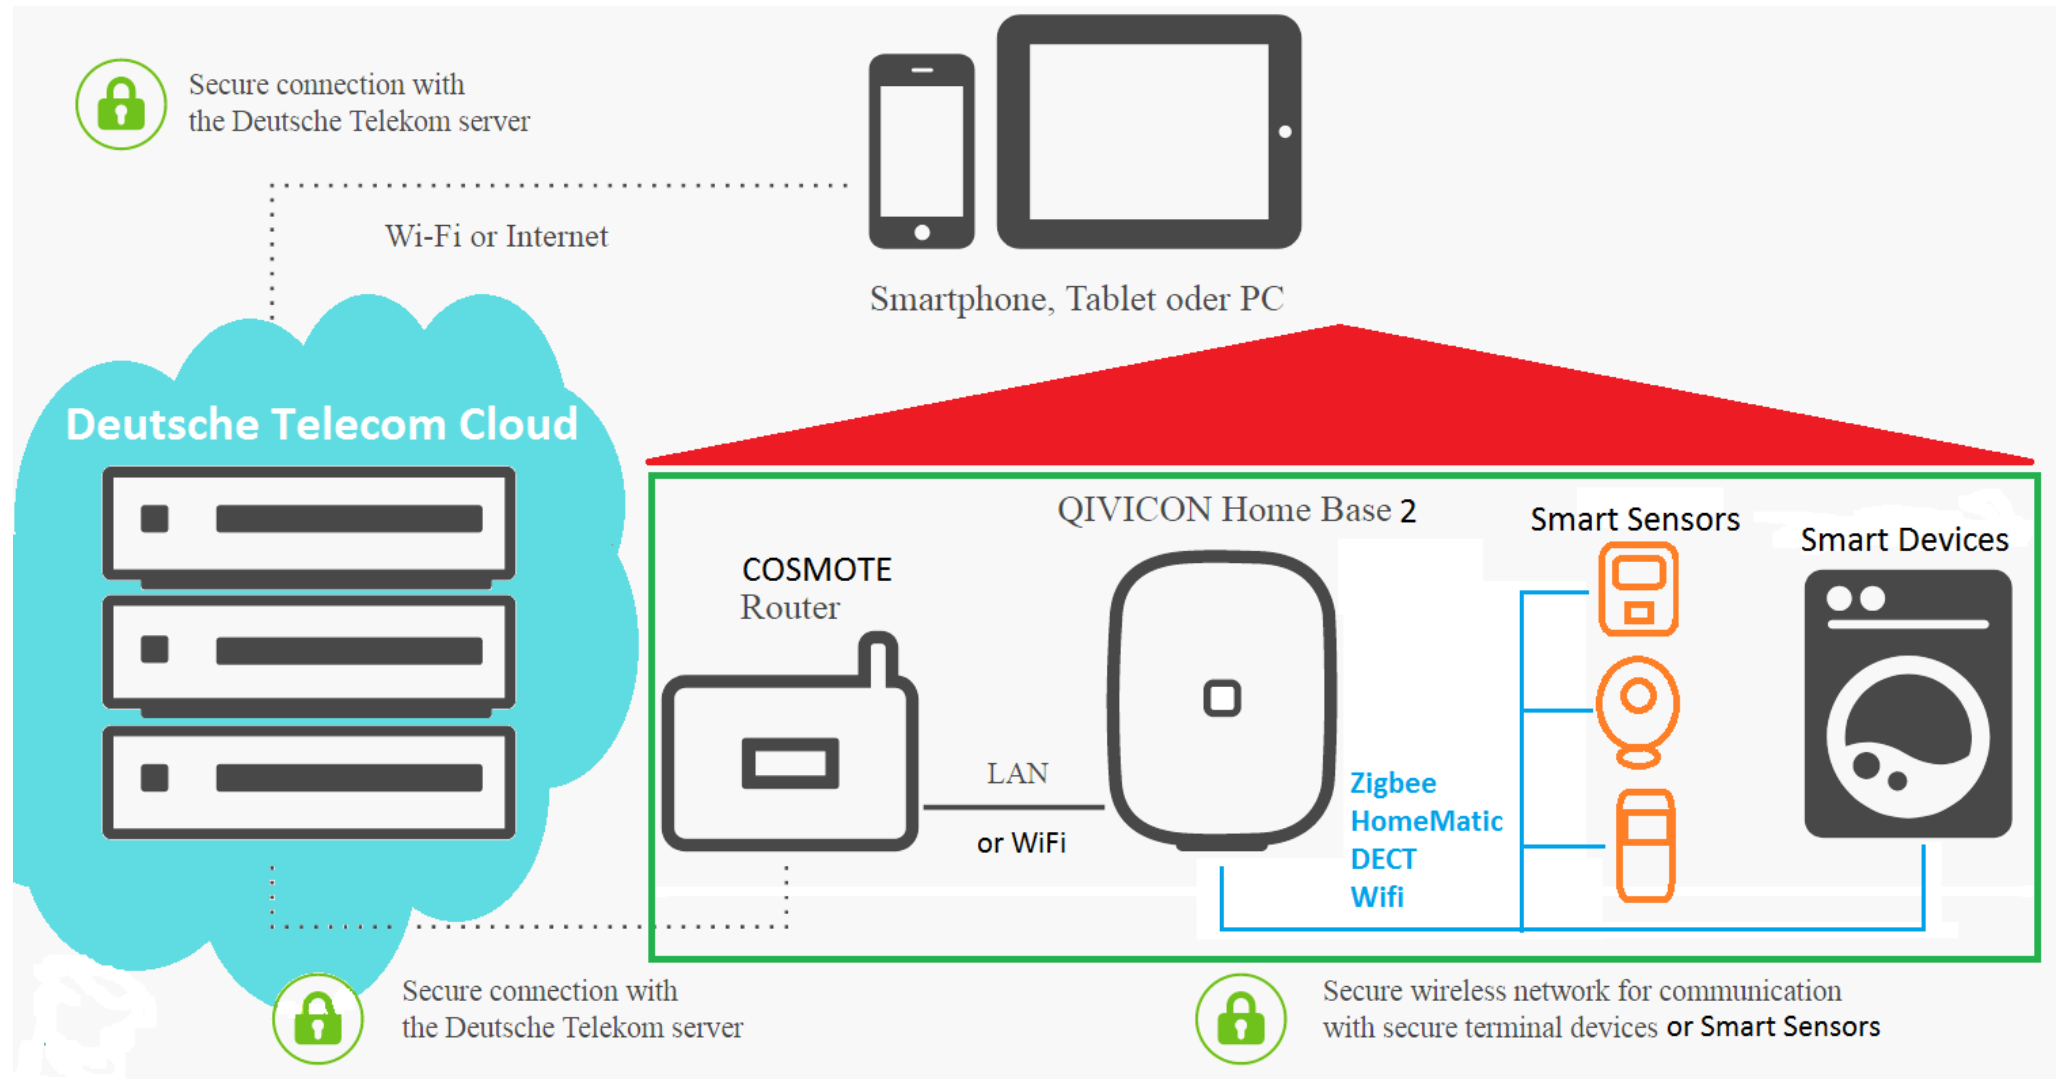 Secure connection with
the Deutsche Telekom server
Wi-Fi or Internet
Smartphone, Tablet oder PC
Deutsche Telecom Cloud
QIVICON Home Base 2
Smart Sensors
Smart Devices
COSMOTE
Router
LAN
or WiFi
Zigbee
HomeMatic
DECT
Wifi
Secure connection with
the Deutsche Telekom server
Secure wireless network for communication
with secure terminal devices or Smart Sensors